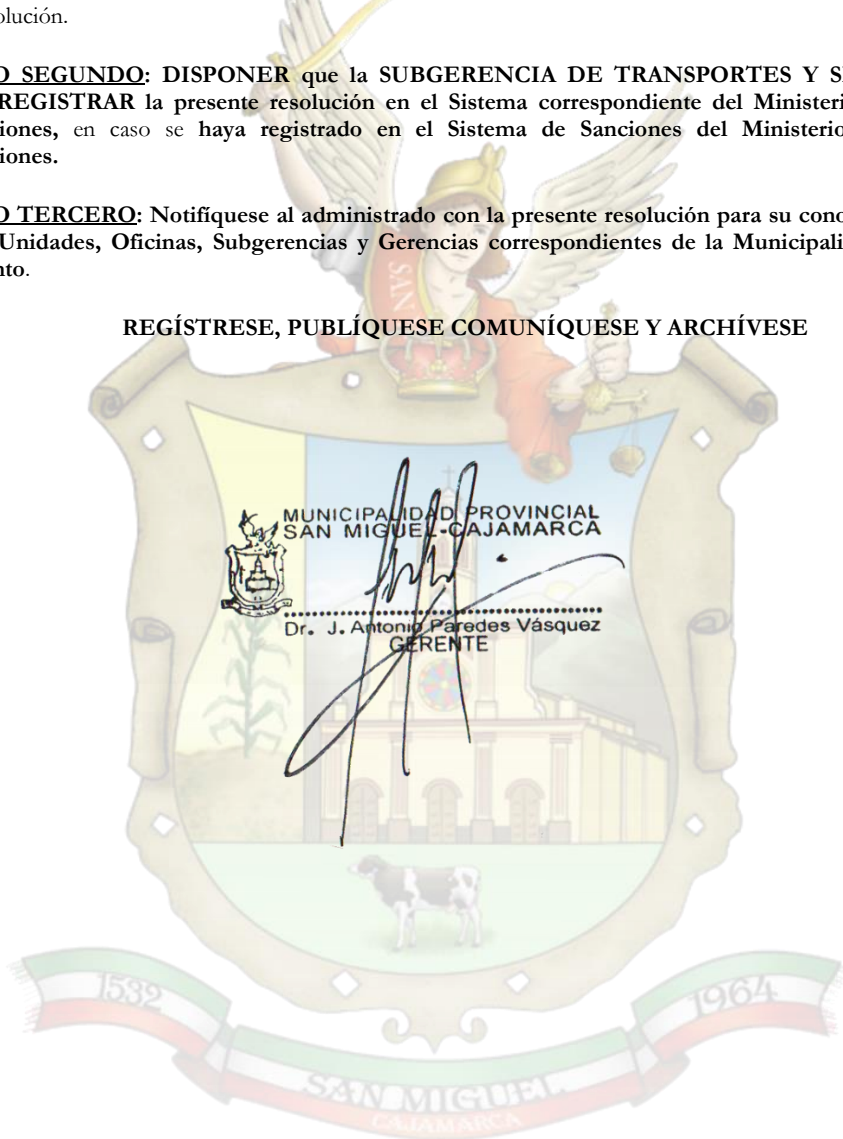 olución.
O SEGUNDO: DISPONER que la SUBGERENCIA DE TRANSPORTES Y S
REGISTRAR la presente resolución en el Sistema correspondiente del Ministeri
iones, en caso se haya registrado en el Sistema de Sanciones del Ministerio
iones.
O TERCERO: Notifíquese al administrado con la presente resolución para su cono
Unidades, Oficinas, Subgerencias y Gerencias correspondientes de la Municipali
nto.
REGÍSTRESE, PUBLÍQUESE COMUNÍQUESE Y ARCHÍVESE
SAN
MUNICIPALIDAD PROVINCIAL
SAN MIGUEL-CAJAMARCA
Dr. J. Antonio Paredes Vásquez
GERENTE
1532
1964
SAN MIGUEL
CAJAMARCA